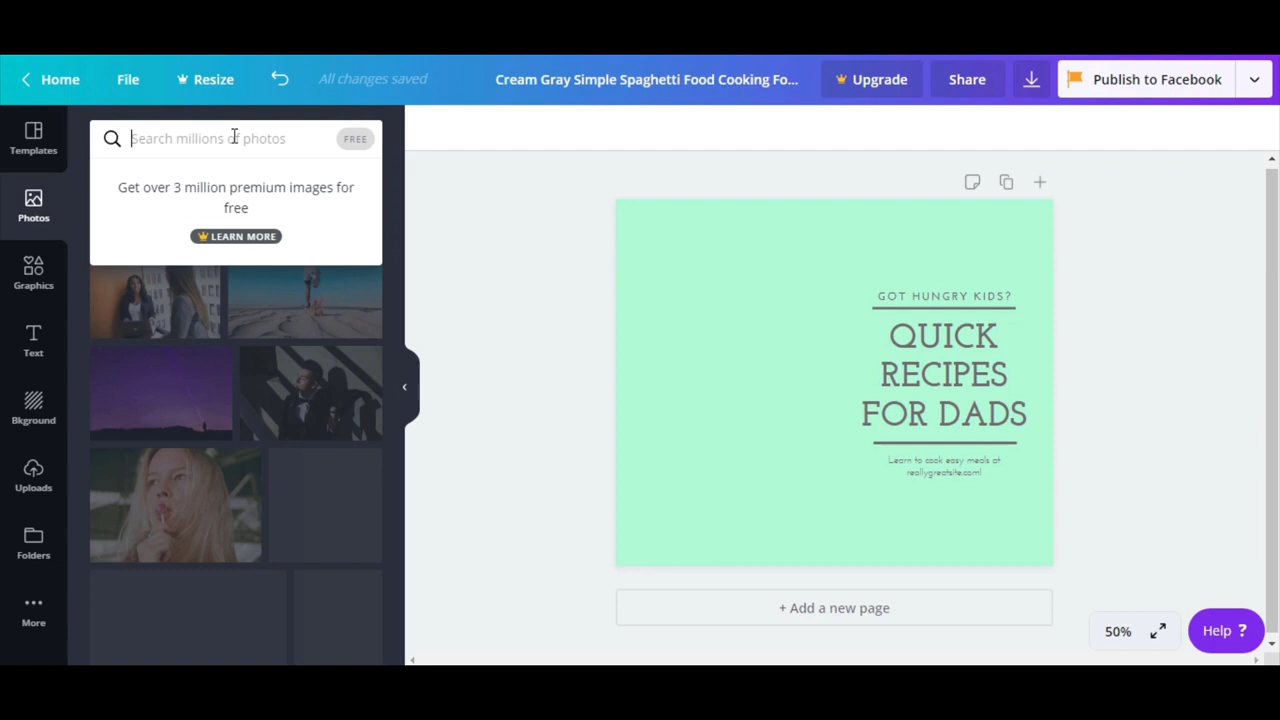 Home
File
Resize
All changes saved
Cream Gray Simple Spaghetti Food Cooking Fo...
Upgrade
Share
Publish to Facebook
Templates
Photos
Graphics
Text
Bkground
Uploads
Folders
More
Search millions of photos
FREE
Get over 3 million premium images for
free
LEARN MORE
GOT HUNGRY KIDS?
QUICK
RECIPES
FOR DADS
Learn to cook easy meals at
reallygreatsite.com!
+ Add a new page
50%
Help ?